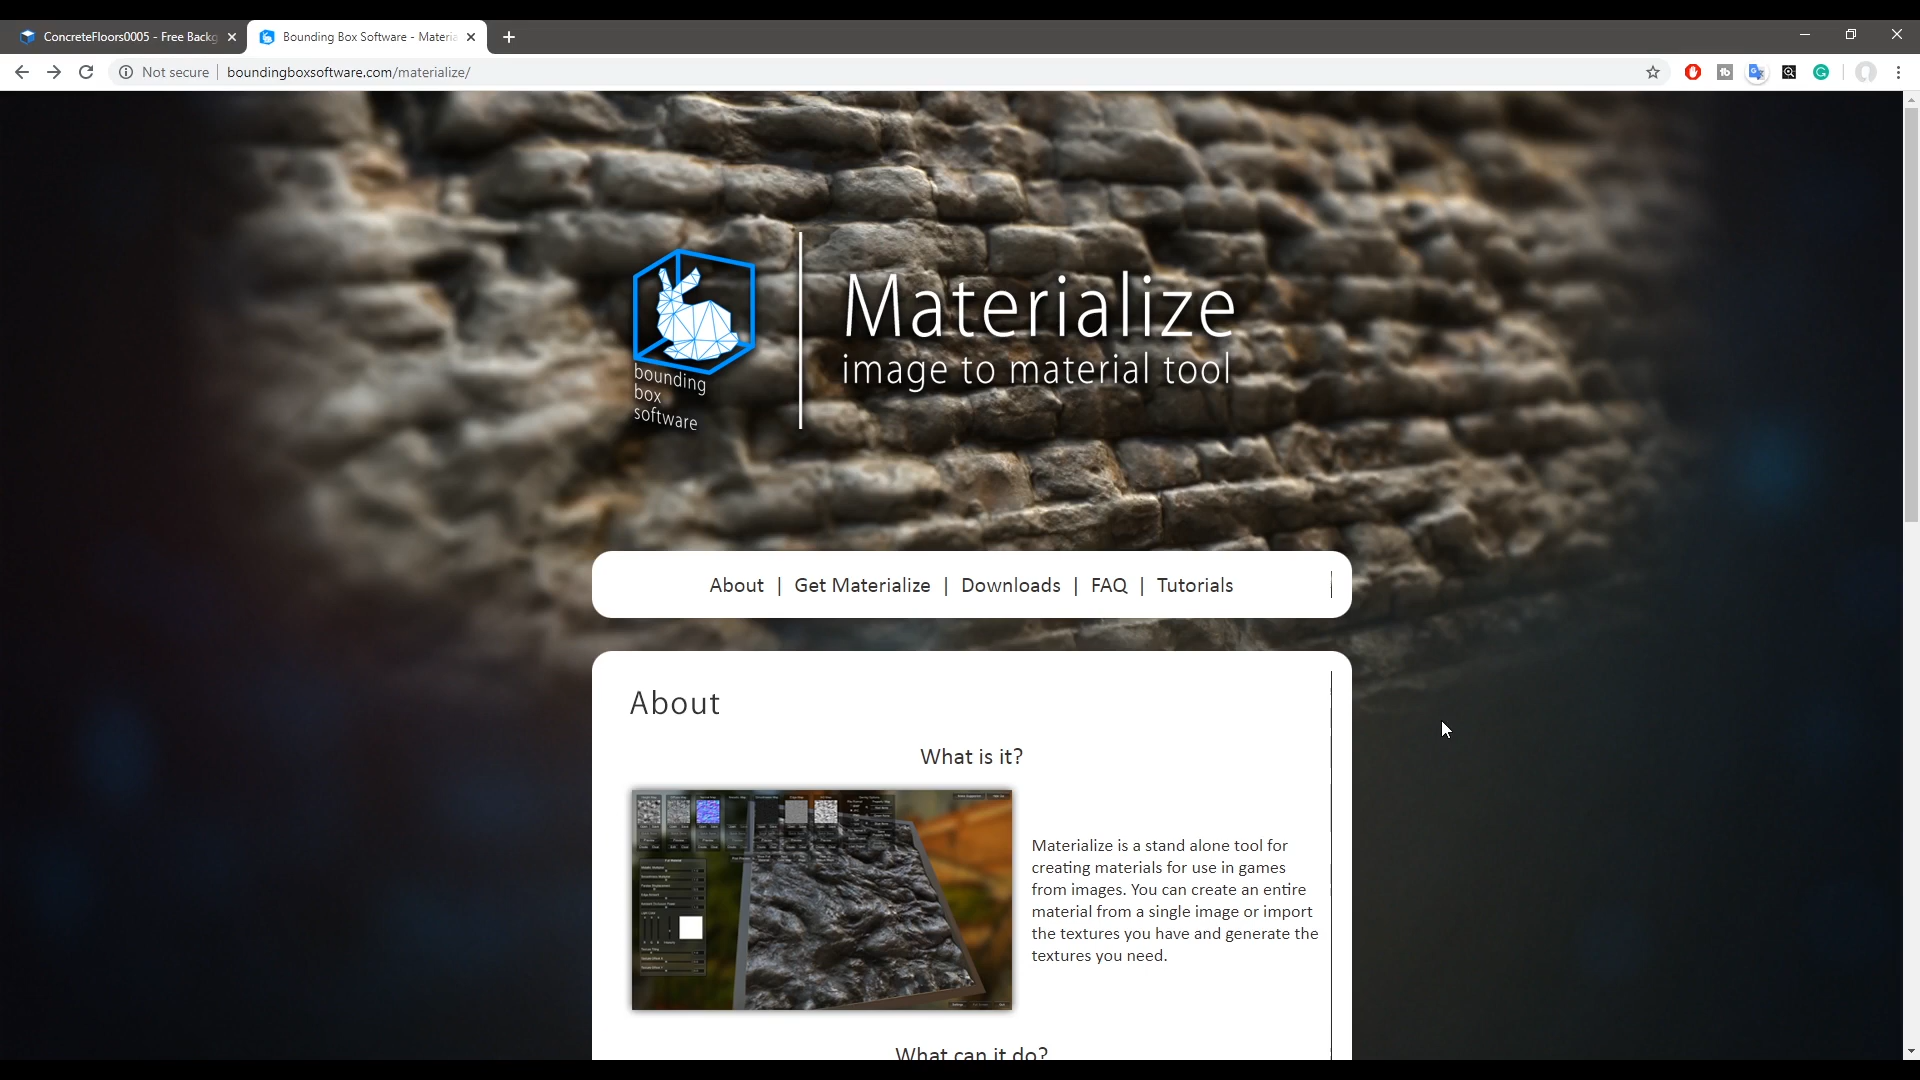 ConcreteFloors0005 - Free Backg
Bounding Box Software - Materia
Not secure
boundingboxsoftware.com/materialize/
bounding
box
software
Materialize
image to material tool
About | Get Materialize | Downloads | FAQ | Tutorials
About
What is it?
Materialize is a stand alone tool for
creating materials for use in games
from images. You can create an entire
material from a single image or import
the textures you have and generate the
textures you need.
What can it do?